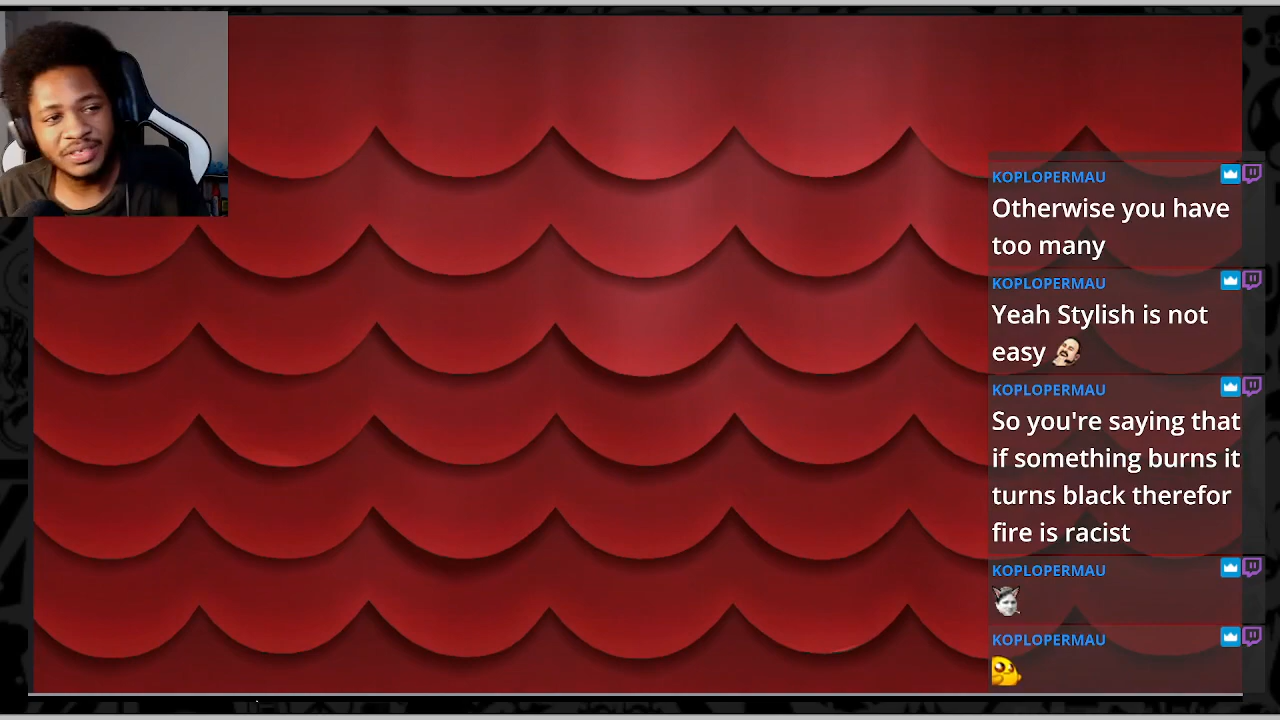 KOPLOPERMAU
Otherwise you have
too many
KOPLOPERMAU
Yeah Stylish is not
easy
KOPLOPERMAU
So you're saying that
if something burns it
turns black therefor
fire is racist
KOPLOPERMAU
KOPLOPERMAU